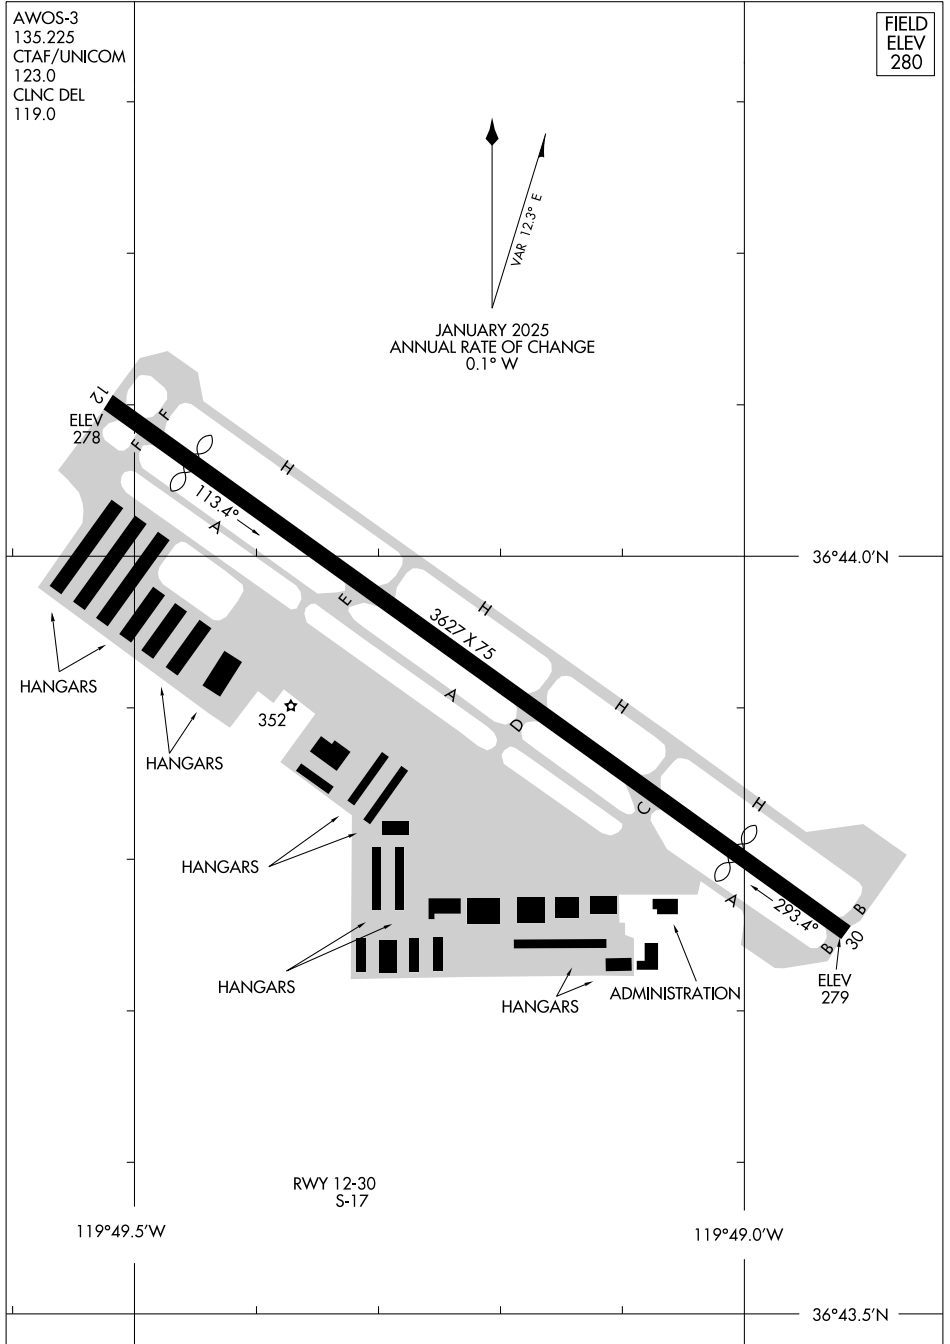 AWOS-3
135.225
CTAF/UNICOM
123.0
CLNC DEL
119.0
FIELD
ELEV
280
VAR 12.3° E
JANUARY 2025
ANNUAL RATE OF CHANGE
0.1° W
12
ELEV
278
F
F
H
113.4°
A
36°44.0'N
E
H
3627 X 75
HANGARS
A
H
352
D
HANGARS
H
C
HANGARS
A
293.4°
B
B
30
HANGARS
HANGARS
ADMINISTRATION
ELEV
279
RWY 12-30
S-17
119°49.5'W
119°49.0'W
36°43.5'N